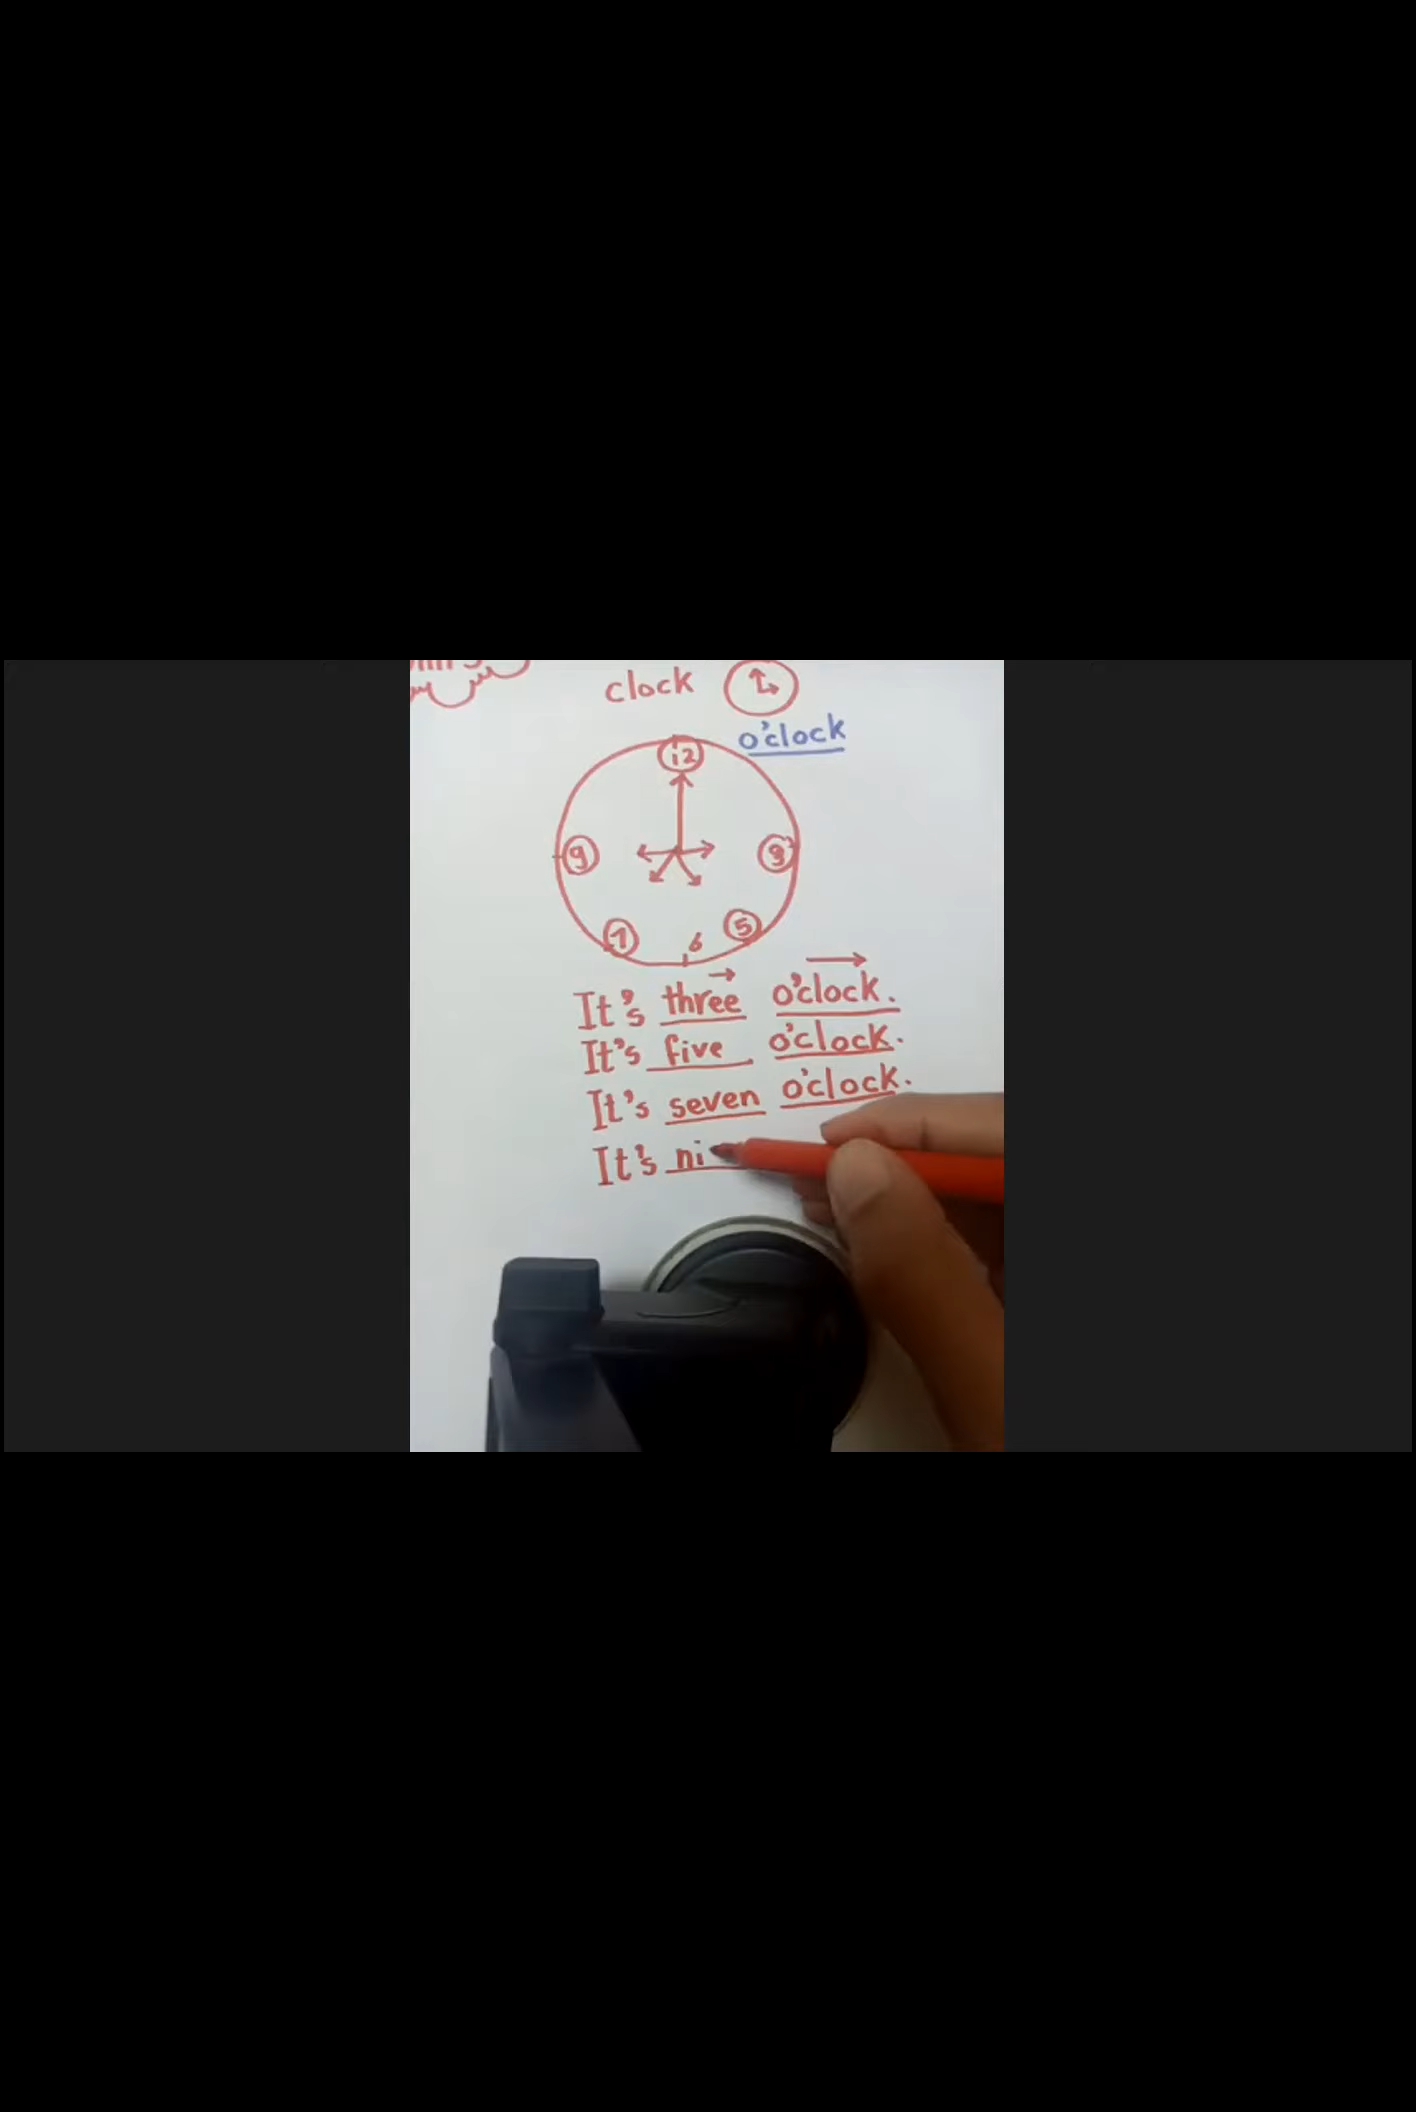 clock
o'clock
12
9
3
7
6
5
It's three o'clock.
It's five o'clock.
It's seven o'clock.
It's ni